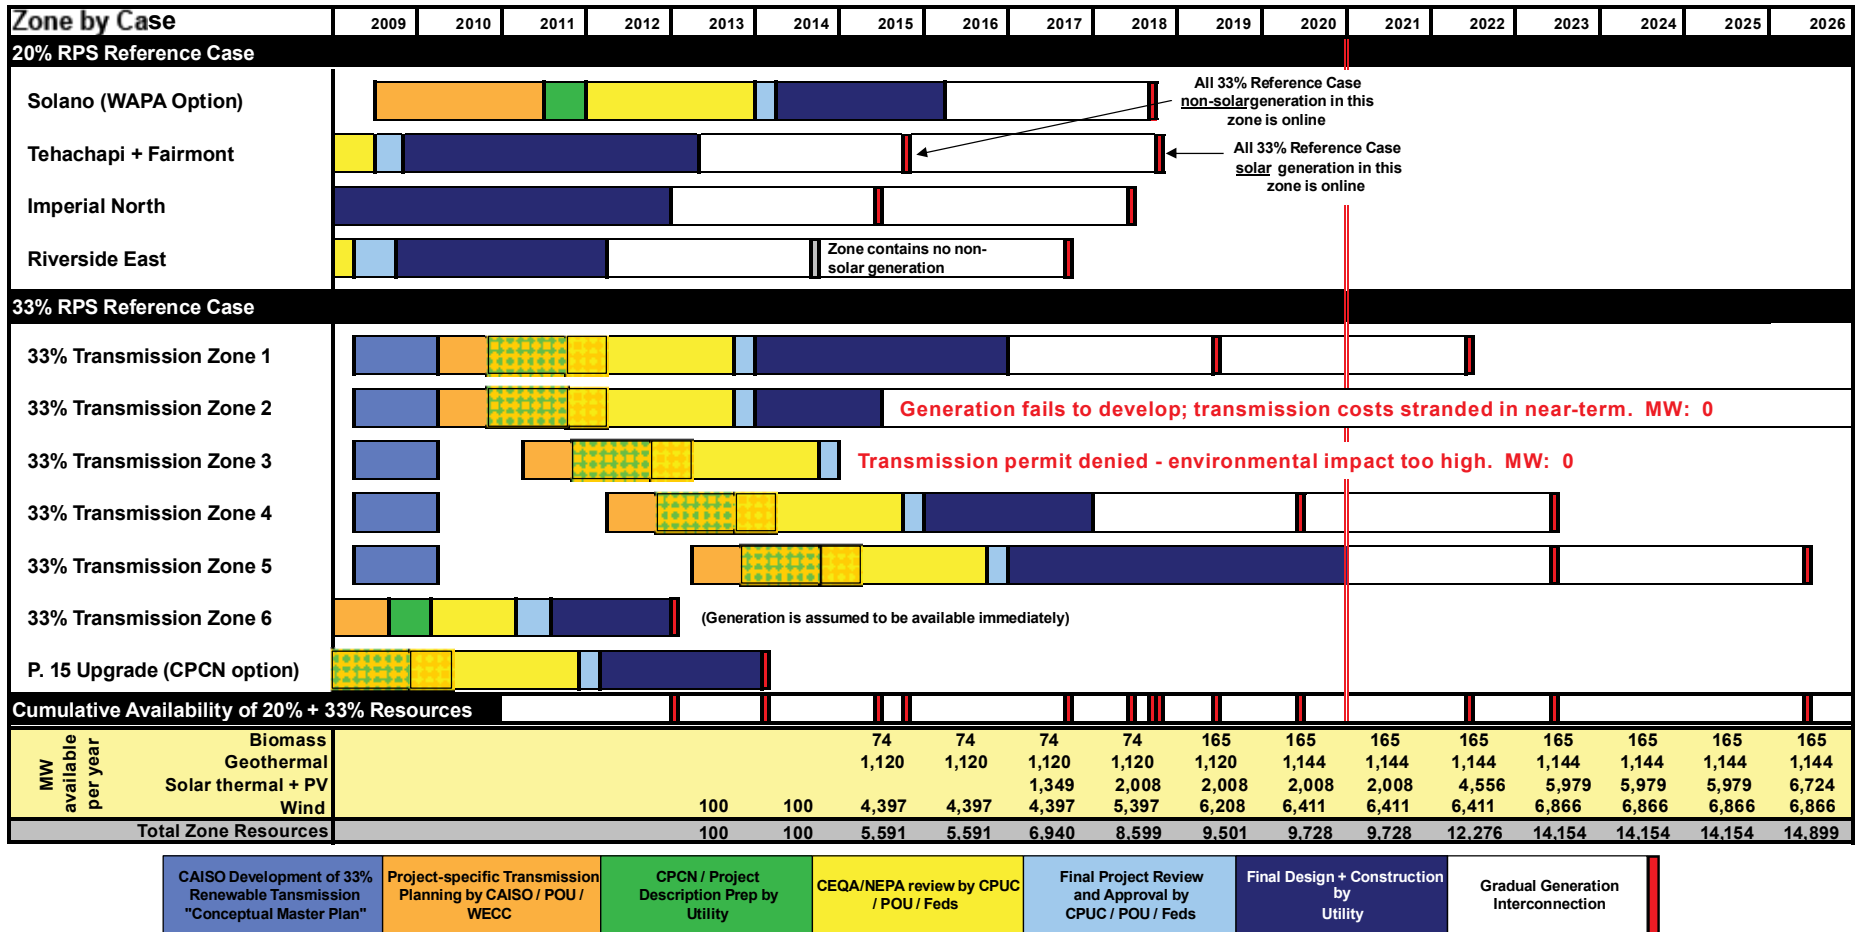 Zone by Case 2009 2010 2011 2012 2013 2014 2015 2016 2017 2018 2019 2020 2021 2022 2023 2024 2025 2026
20% RPS Reference Case
Solano (WAPA Option)
All 33% Reference Case
non-solargeneration in this
zone is online
Tehachapi + Fairmont
All 33% Reference Case
solar generation in this
zone is online
Imperial North
Riverside East
Zone contains no non-
solar generation
33% RPS Reference Case
33% Transmission Zone 1
33% Transmission Zone 2
Generation fails to develop; transmission costs stranded in near-term. MW: 0
33% Transmission Zone 3
Transmission permit denied - environmental impact too high. MW: 0
33% Transmission Zone 4
33% Transmission Zone 5
33% Transmission Zone 6
(Generation is assumed to be available immediately)
P. 15 Upgrade (CPCN option)
Cumulative Availability of 20% + 33% Resources
MW
available
per year
Biomass 74 74 74 74 165 165 165 165 165 165 165 165
Geothermal 1,120 1,120 1,120 1,120 1,120 1,144 1,144 1,144 1,144 1,144 1,144 1,144
Solar thermal + PV 1,349 2,008 2,008 2,008 2,008 4,556 5,979 5,979 5,979 6,724
Wind 100 100 4,397 4,397 4,397 5,397 6,208 6,411 6,411 6,411 6,866 6,866 6,866 6,866
Total Zone Resources 100 100 5,591 5,591 6,940 8,599 9,501 9,728 9,728 12,276 14,154 14,154 14,154 14,899
CAISO Development of 33%
Renewable Tansmission
"Conceptual Master Plan"
Project-specific Transmission
Planning by CAISO / POU /
WECC
CPCN / Project
Description Prep by
Utility
CEQA/NEPA review by CPUC
/ POU / Feds
Final Project Review
and Approval by
CPUC / POU / Feds
Final Design + Construction
by
Utility
Gradual Generation
Interconnection